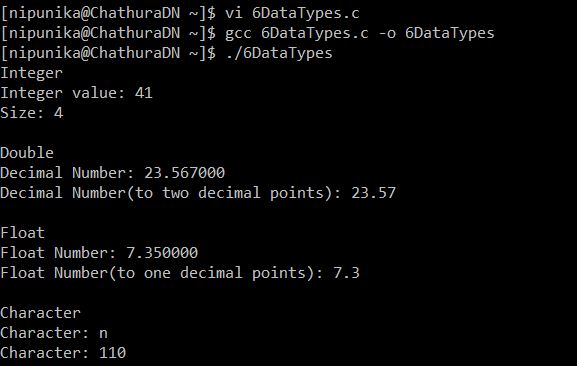 [nipunika@ChathuraDN ~]$ vi 6DataTypes.c
[nipunika@ChathuraDN ~]$ gcc 6DataTypes.c -o 6DataTypes
[nipunika@ChathuraDN ~]$ ./6DataTypes
Integer
Integer value: 41
Size: 4

Double
Decimal Number: 23.567000
Decimal Number(to two decimal points): 23.57

Float
Float Number: 7.350000
Float Number(to one decimal points): 7.3

Character
Character: n
Character: 110